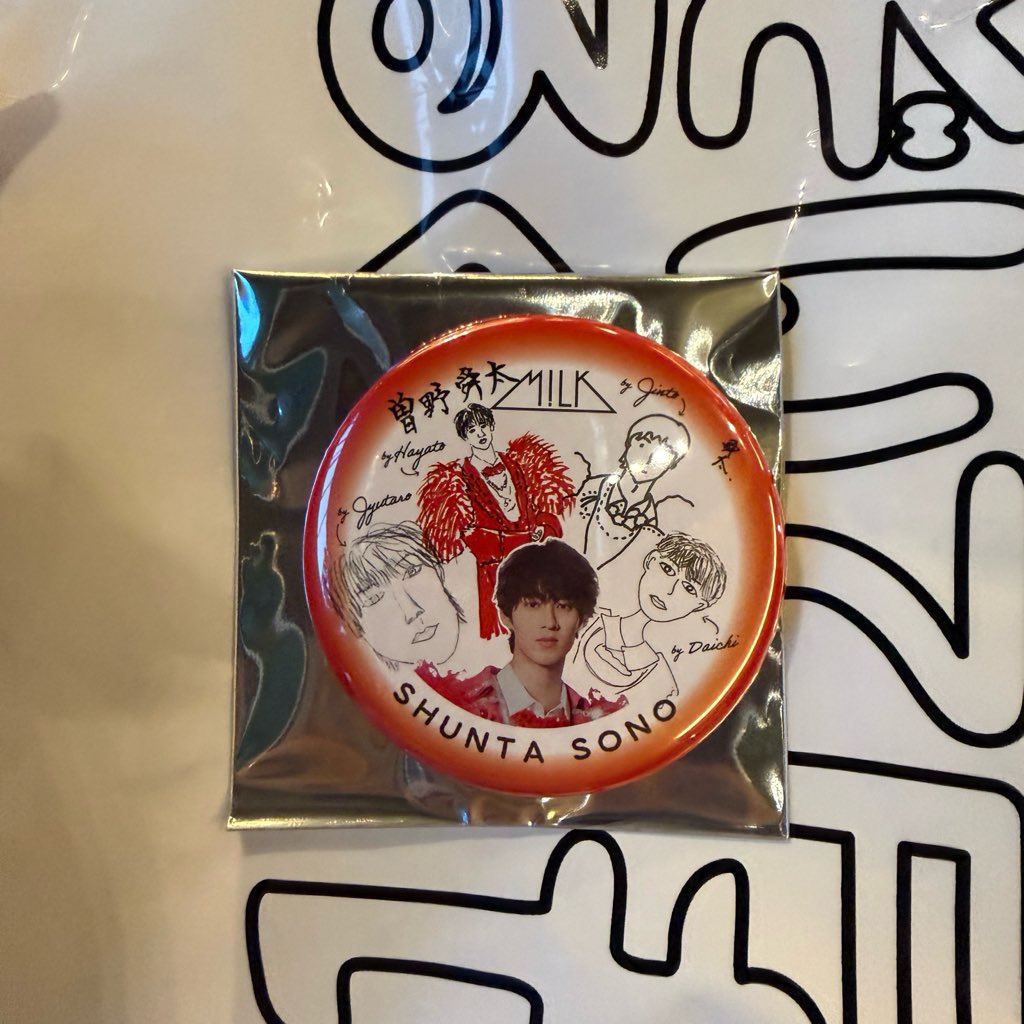 曽野舜太
M!LK
by Jinto
by Hayato
by Jyutaro
by Daichi
SHUNTA SONO